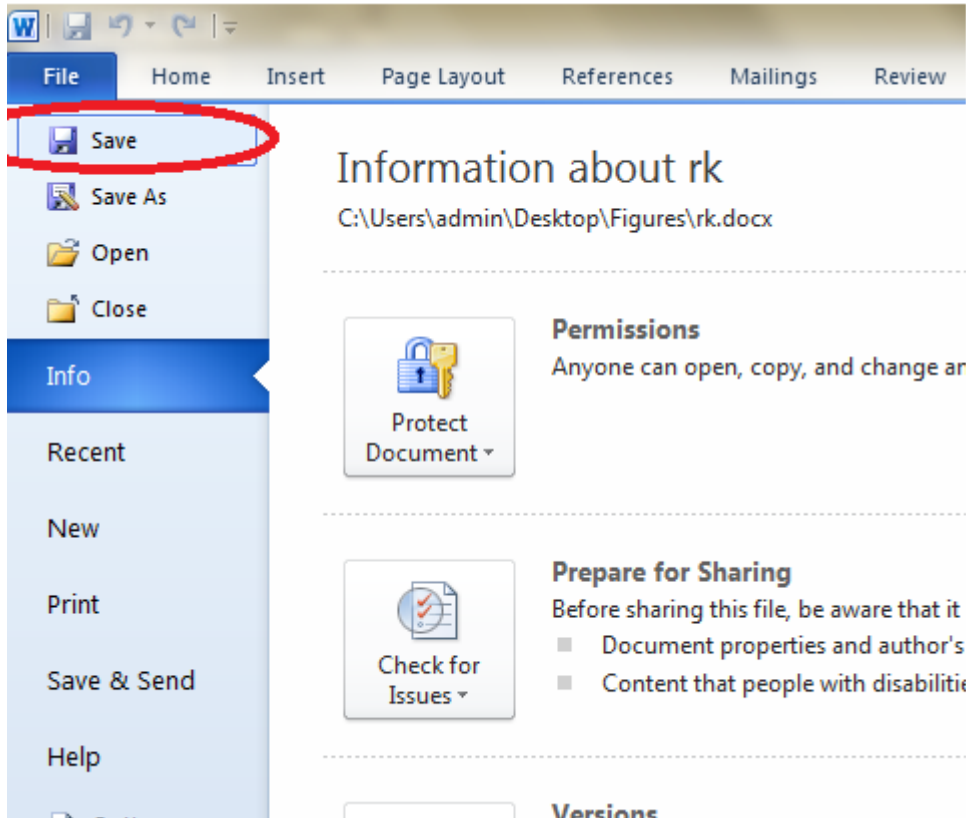 W
File Home Insert Page Layout References Mailings Review
Save
Save As
Open
Close
Info
Recent
New
Print
Save & Send
Help
Information about rk
C:\Users\admin\Desktop\Figures\rk.docx
Protect
Document
Permissions
Anyone can open, copy, and change an
Check for
Issues
Prepare for Sharing
Before sharing this file, be aware that it
Document properties and author's
Content that people with disabilitie
Versions